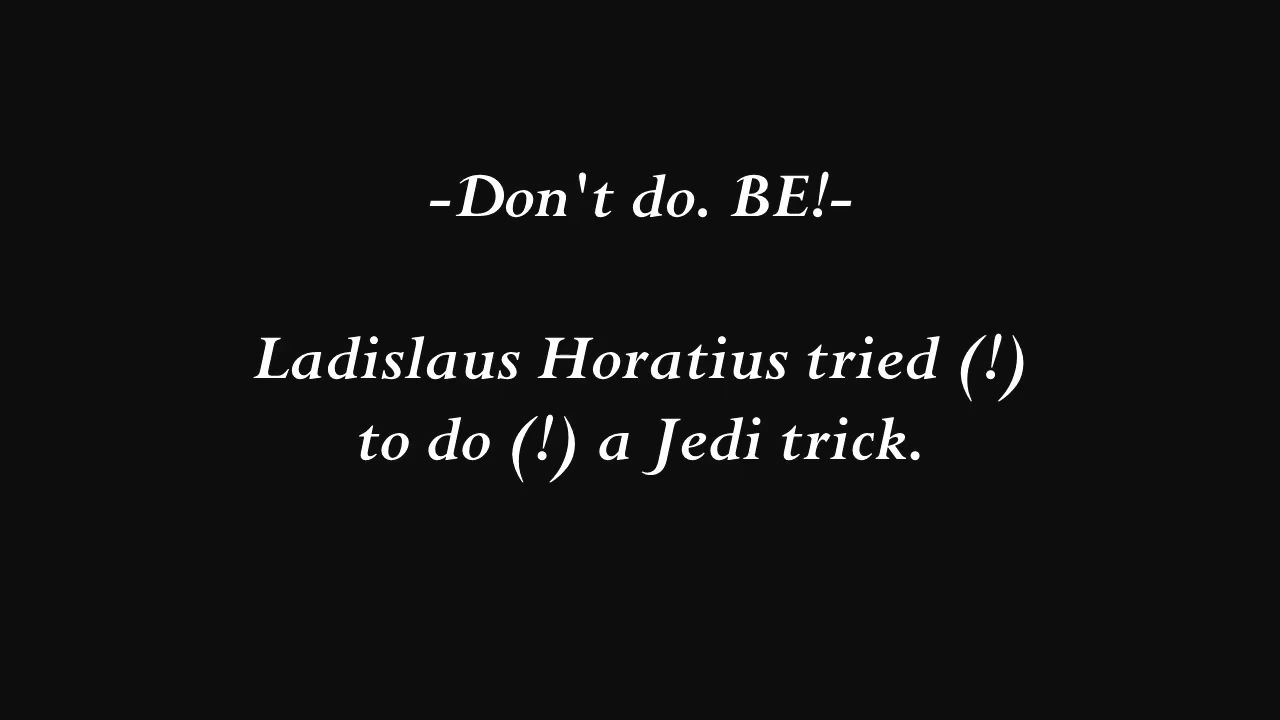 -Don't do. BE!-
Ladislaus Horatius tried (!)
to do (!) a Jedi trick.